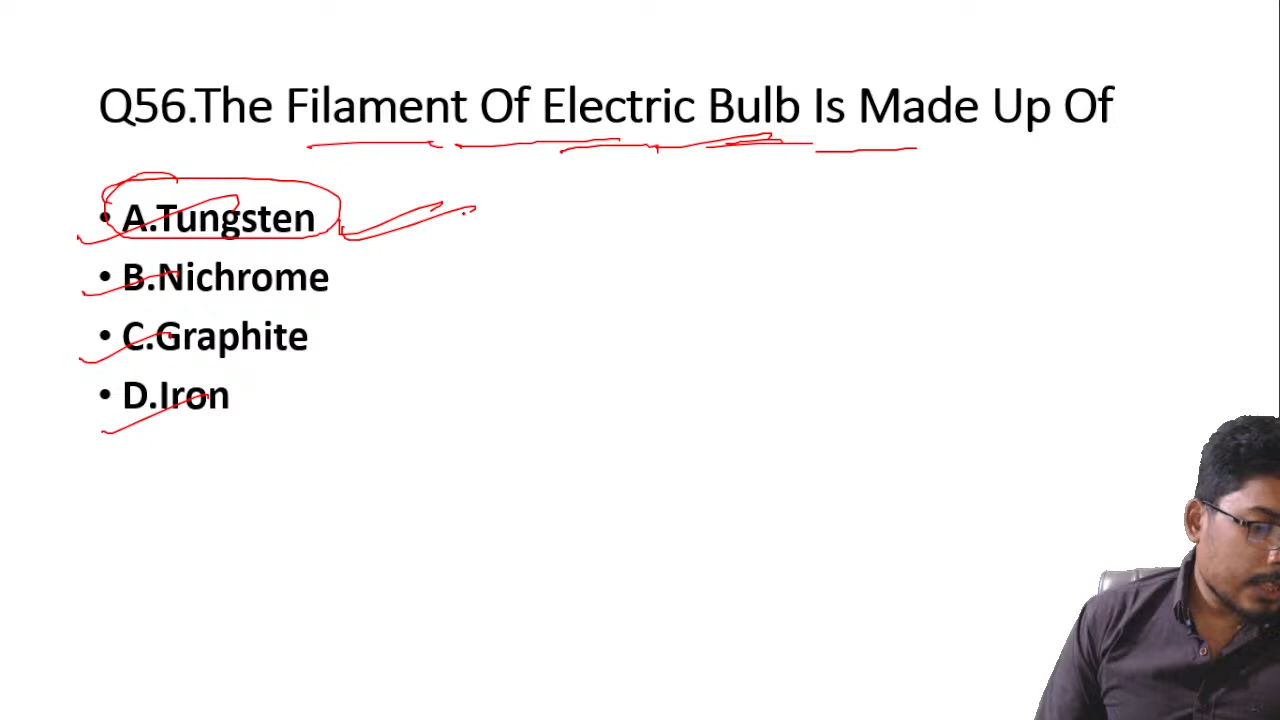 Q56.The Filament Of Electric Bulb Is Made Up Of
• A.Tungsten
• B.Nichrome
• C.Graphite
• D.Iron